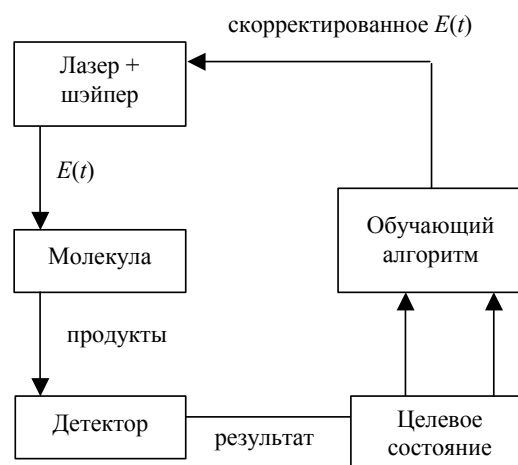 скорректированное E(t)
Лазер +
шэйпер
E(t)
Обучающий
алгоритм
Молекула
продукты
Детектор
результат
Целевое
состояние